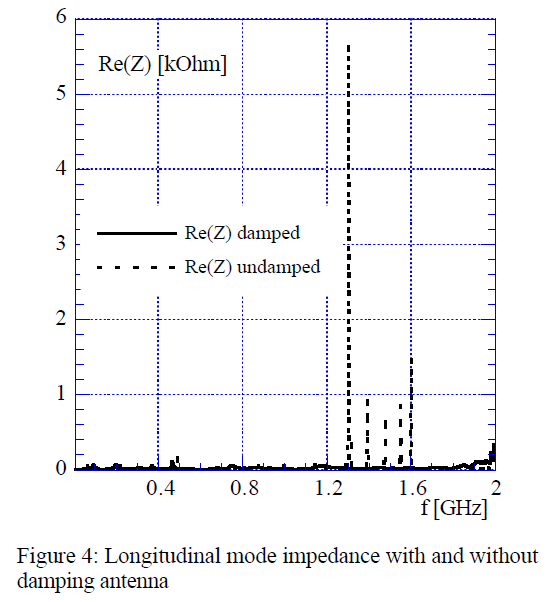 6
Re(Z) [kOhm]
5
4
3
Re(Z) damped
Re(Z) undamped
2
1
0
0.4 0.8 1.2 1.6 2
f [GHz]
Figure 4: Longitudinal mode impedance with and without
damping antenna